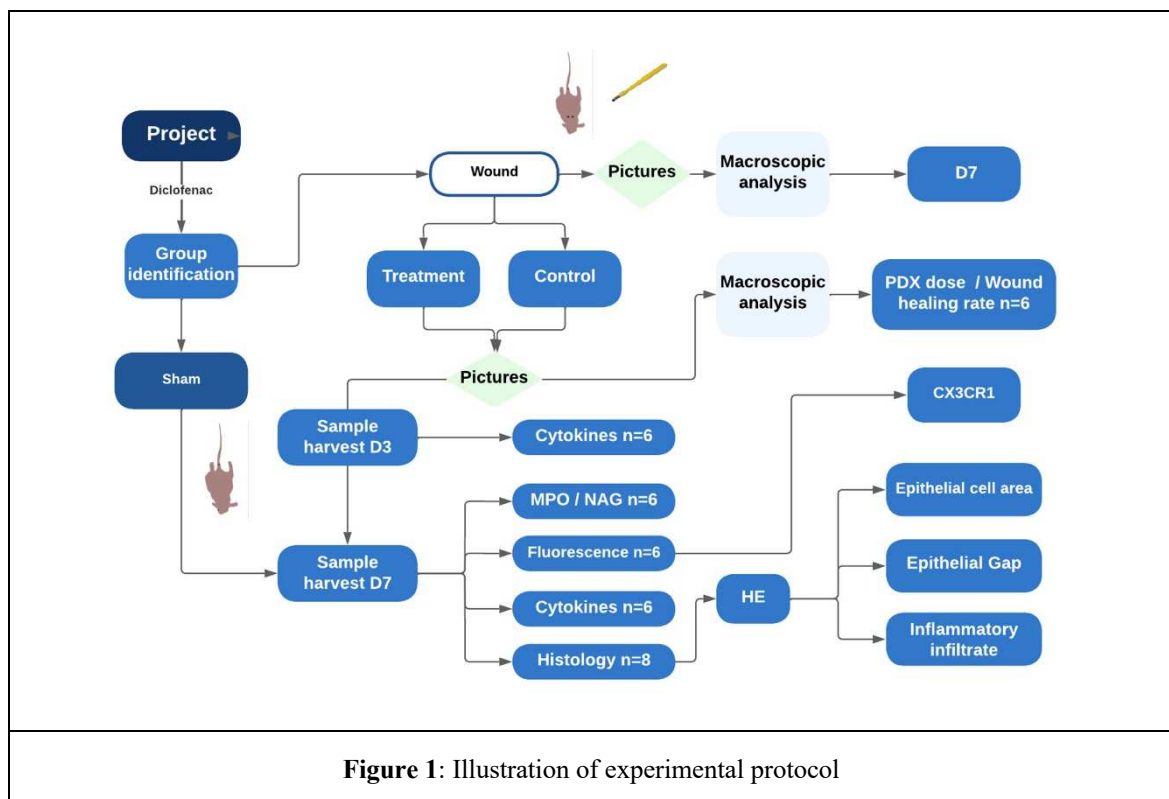 Project
Diclofenac
Group
identification
Sham
Wound
Pictures
Macroscopic
analysis
D7
Treatment
Control
Pictures
Macroscopic
analysis
PDX dose / Wound
healing rate n=6
Sample
harvest D3
Cytokines n=6
CX3CR1
Sample
harvest D7
MPO / NAG n=6
Fluorescence n=6
Cytokines n=6
Histology n=8
HE
Epithelial cell area
Epithelial Gap
Inflammatory
infiltrate
Figure 1: Illustration of experimental protocol